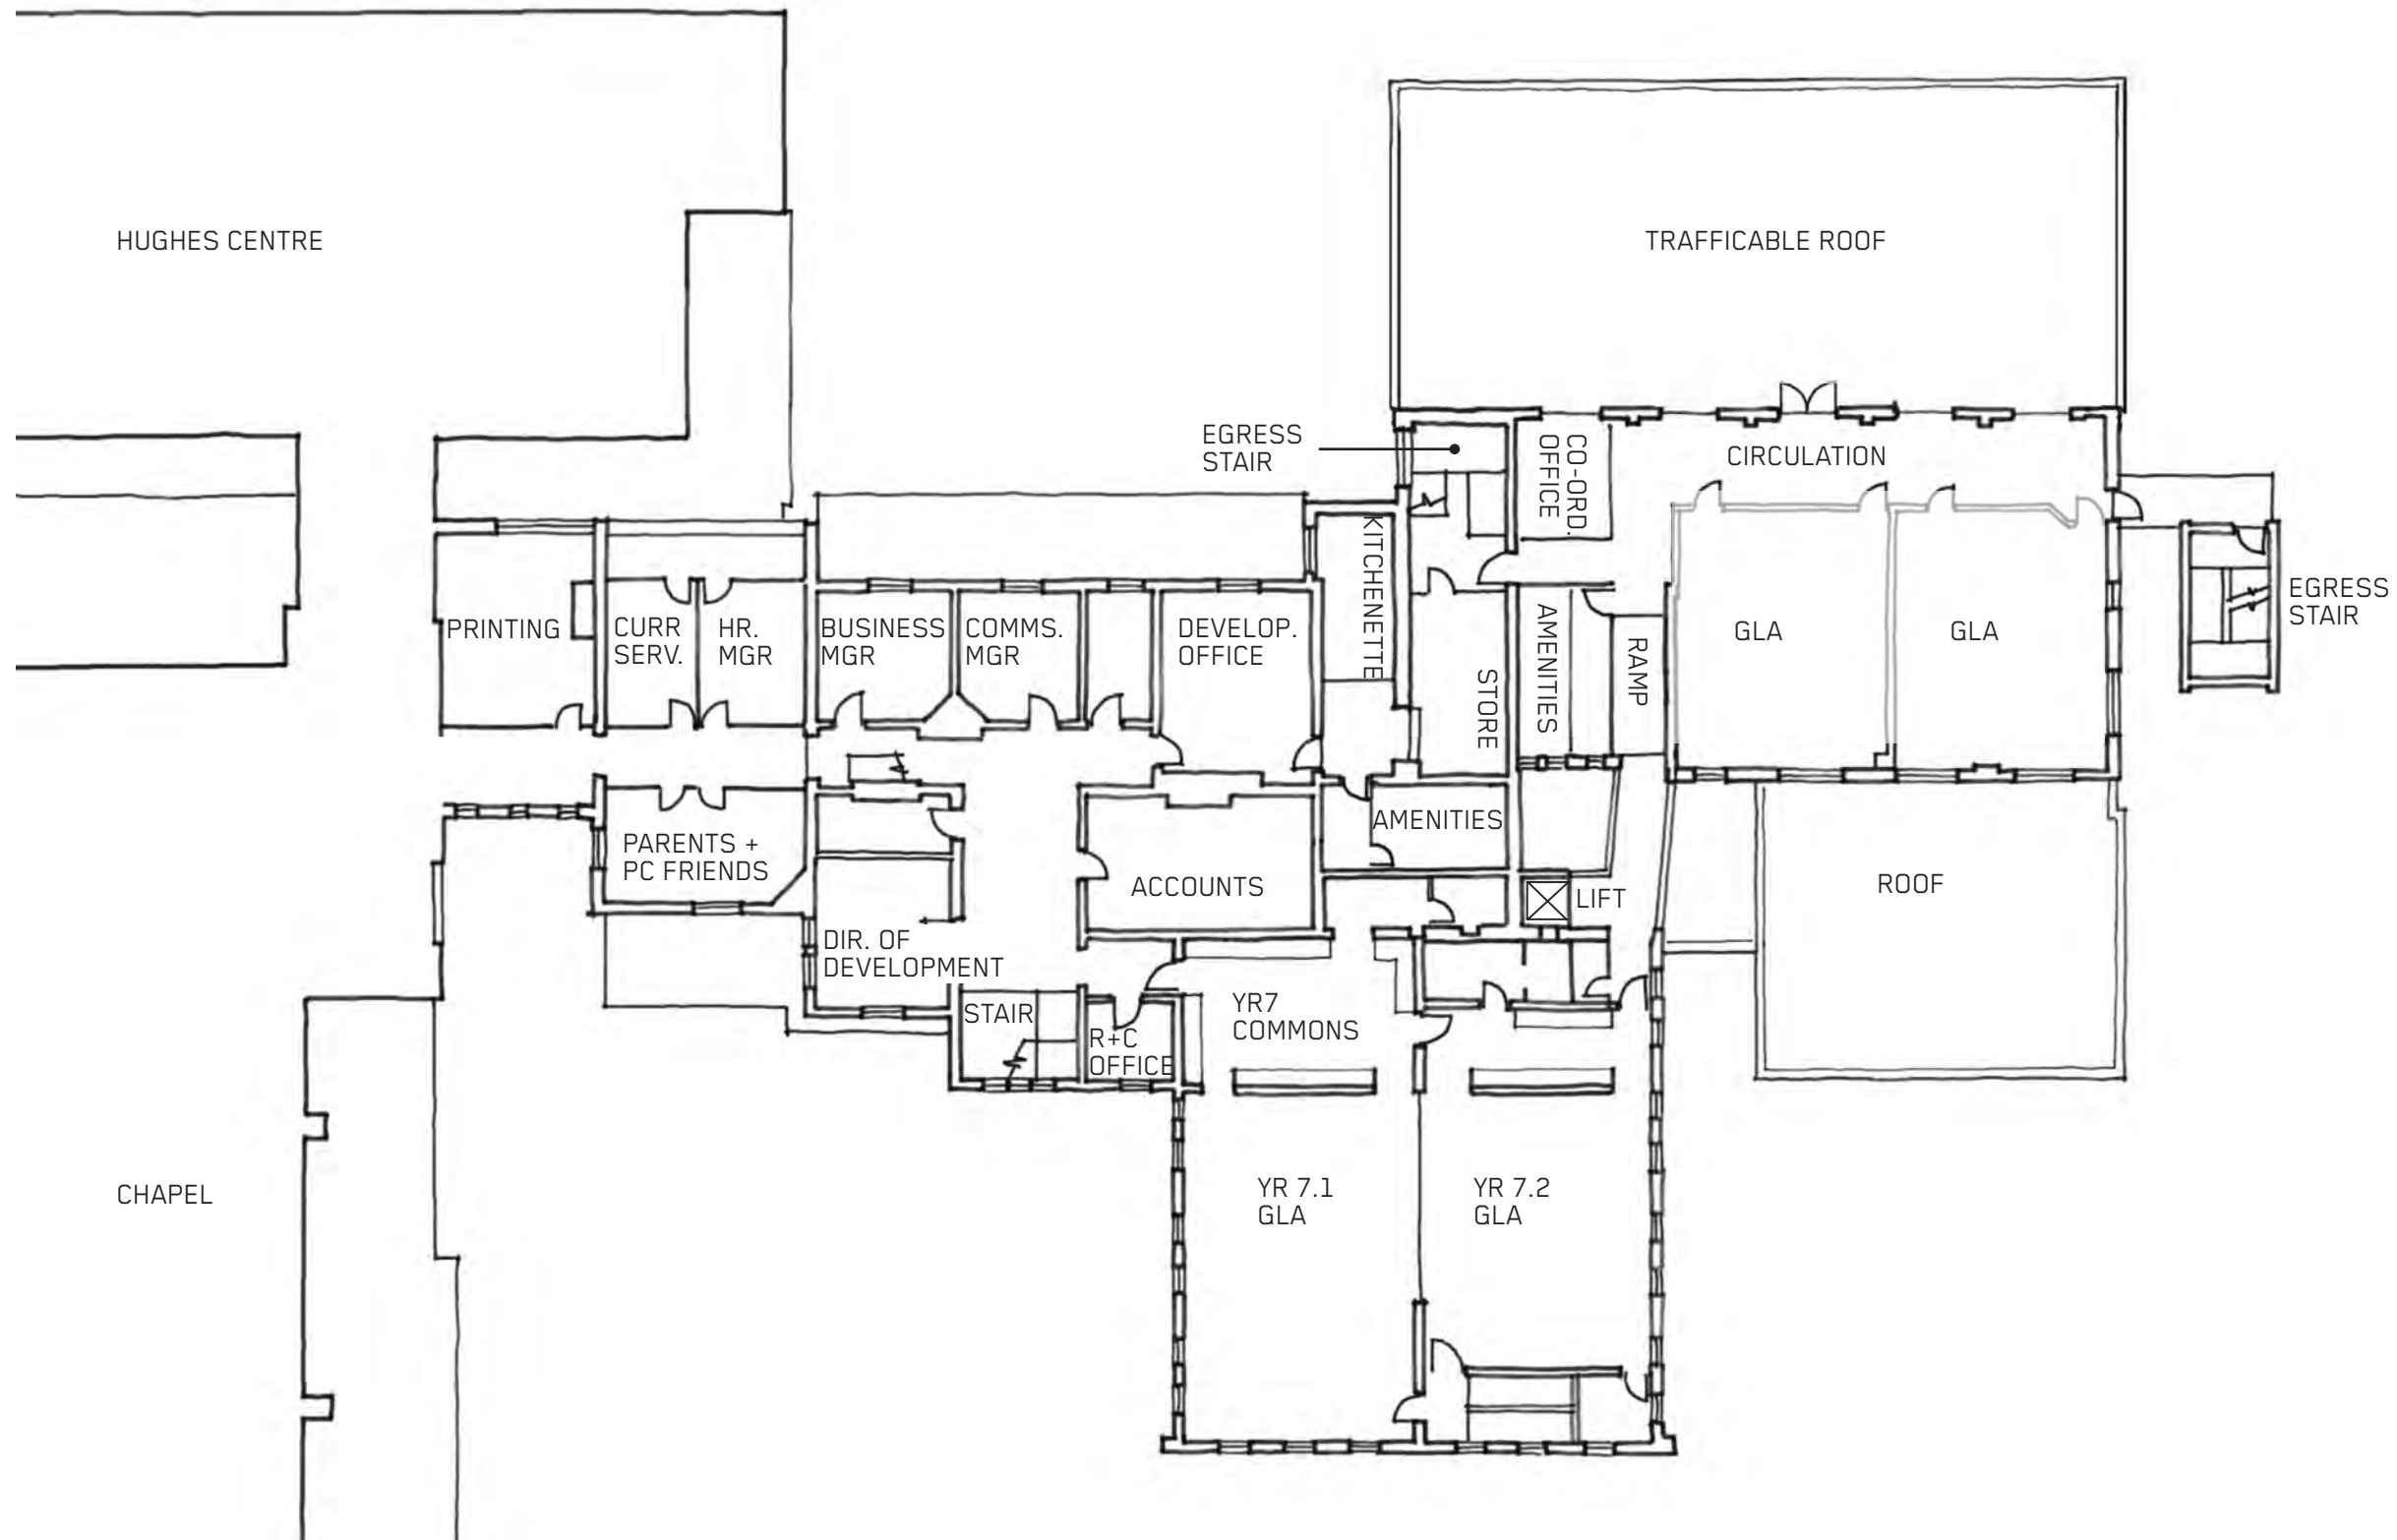 HUGHES CENTRE
TRAFFICABLE ROOF
EGRESS
STAIR
CO-ORD.
OFFICE
CIRCULATION
KITCHENETTE
EGRESS
STAIR
PRINTING
CURR
SERV.
HR.
MGR
BUSINESS
MGR
COMMS.
MGR
DEVELOP.
OFFICE
STORE
AMENITIES
RAMP
GLA
GLA
PARENTS +
PC FRIENDS
ACCOUNTS
AMENITIES
LIFT
ROOF
DIR. OF
DEVELOPMENT
STAIR
R+C
OFFICE
YR7
COMMONS
CHAPEL
YR 7.1
GLA
YR 7.2
GLA